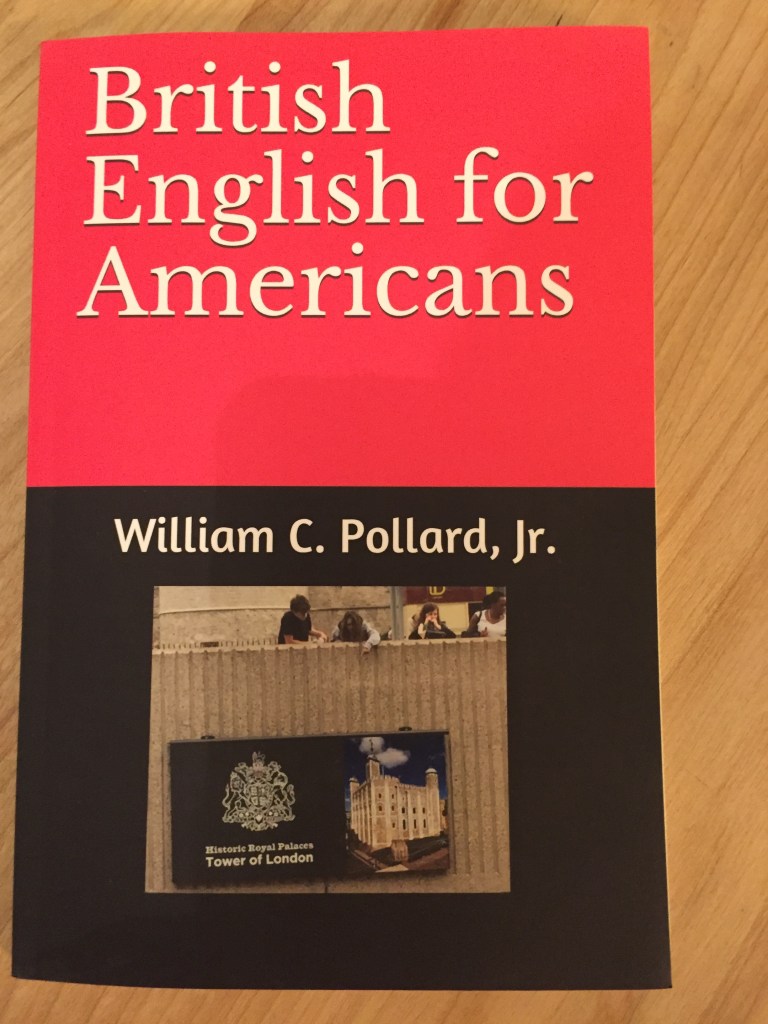 British
English for
Americans
William C. Pollard, Jr.
Historic Royal Palaces
Tower of London